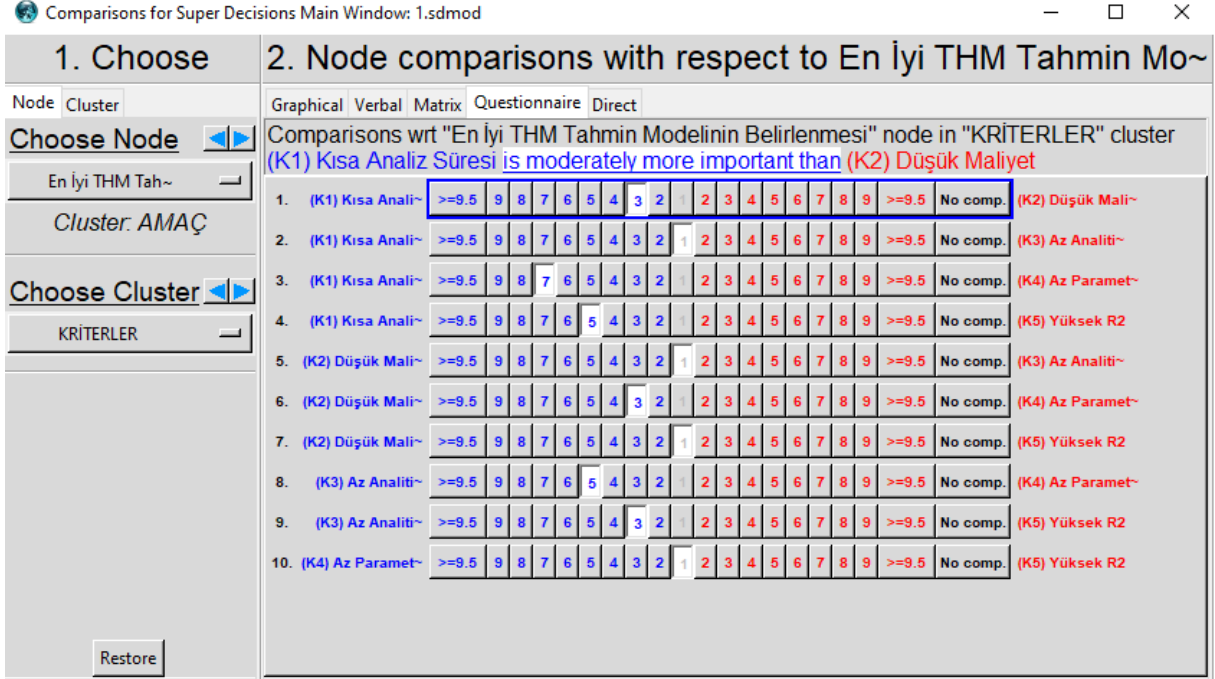 Comparisons for Super Decisions Main Window: 1.sdmod
1. Choose
Node Cluster
Choose Node
En İyi THM Tah~
Cluster: AMAÇ
Choose Cluster
KRİTERLER
Restore
2. Node comparisons with respect to En İyi THM Tahmin Mo~
Graphical Verbal Matrix Questionnaire Direct
Comparisons wrt "En İyi THM Tahmin Modelinin Belirlenmesi" node in "KRİTERLER" cluster
(K1) Kısa Analiz Süresi is moderately more important than (K2) Düşük Maliyet
1. (K1) Kısa Anali~ >=9.5 9 8 7 6 5 4 3 2 1 2 3 4 5 6 7 8 9 >=9.5 No comp. (K2) Düşük Mali~
2. (K1) Kısa Anali~ >=9.5 9 8 7 6 5 4 3 2 1 2 3 4 5 6 7 8 9 >=9.5 No comp. (K3) Az Analiti~
3. (K1) Kısa Anali~ >=9.5 9 8 7 6 5 4 3 2 1 2 3 4 5 6 7 8 9 >=9.5 No comp. (K4) Az Paramet~
4. (K1) Kısa Anali~ >=9.5 9 8 7 6 5 4 3 2 1 2 3 4 5 6 7 8 9 >=9.5 No comp. (K5) Yüksek R2
5. (K2) Düşük Mali~ >=9.5 9 8 7 6 5 4 3 2 1 2 3 4 5 6 7 8 9 >=9.5 No comp. (K3) Az Analiti~
6. (K2) Düşük Mali~ >=9.5 9 8 7 6 5 4 3 2 1 2 3 4 5 6 7 8 9 >=9.5 No comp. (K4) Az Paramet~
7. (K2) Düşük Mali~ >=9.5 9 8 7 6 5 4 3 2 1 2 3 4 5 6 7 8 9 >=9.5 No comp. (K5) Yüksek R2
8. (K3) Az Analiti~ >=9.5 9 8 7 6 5 4 3 2 1 2 3 4 5 6 7 8 9 >=9.5 No comp. (K4) Az Paramet~
9. (K3) Az Analiti~ >=9.5 9 8 7 6 5 4 3 2 1 2 3 4 5 6 7 8 9 >=9.5 No comp. (K5) Yüksek R2
10. (K4) Az Paramet~ >=9.5 9 8 7 6 5 4 3 2 1 2 3 4 5 6 7 8 9 >=9.5 No comp. (K5) Yüksek R2